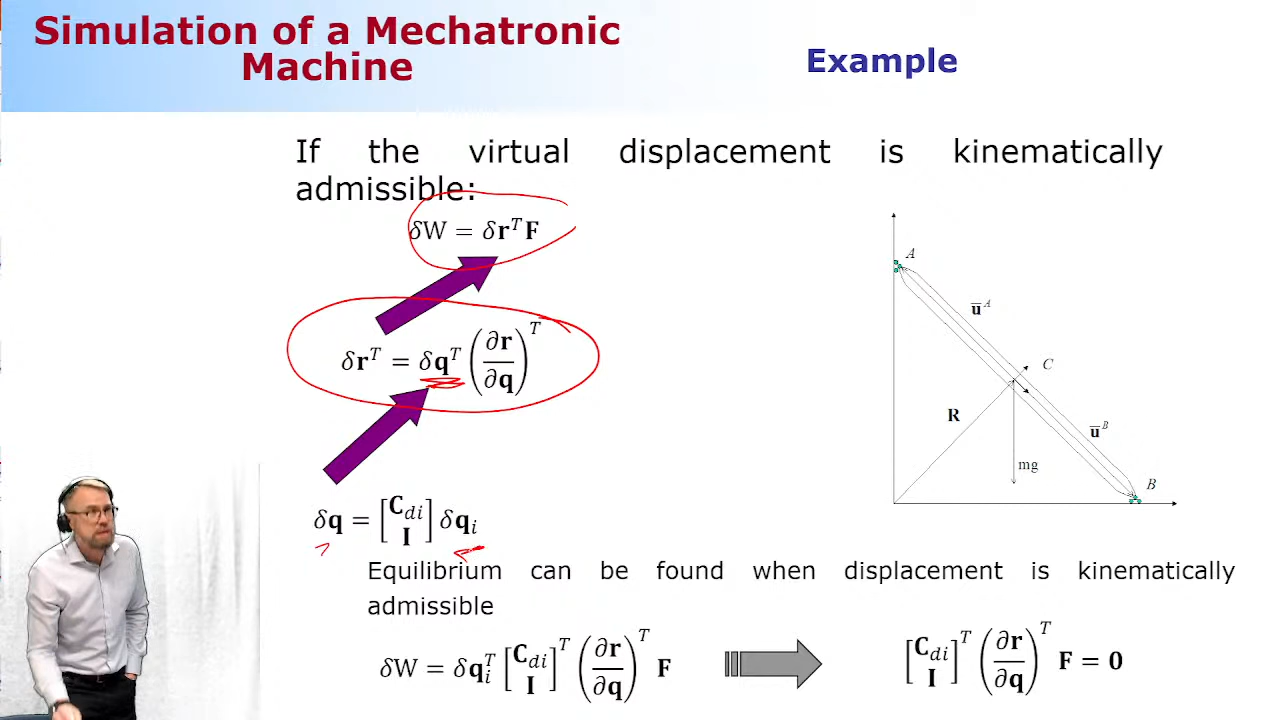 Simulation of a Mechatronic
Machine
Example
If the virtual displacement is kinematically
admissible:
δW = δr^T F
δr^T = δq^T (∂r/∂q)^T
δq = [C_di I] δq_i
A
ū^A
C
R
ū^B
mg
B
Equilibrium can be found when displacement is kinematically
admissible
δW = δq_i^T [C_di I]^T (∂r/∂q)^T F
[C_di I]^T (∂r/∂q)^T F = 0